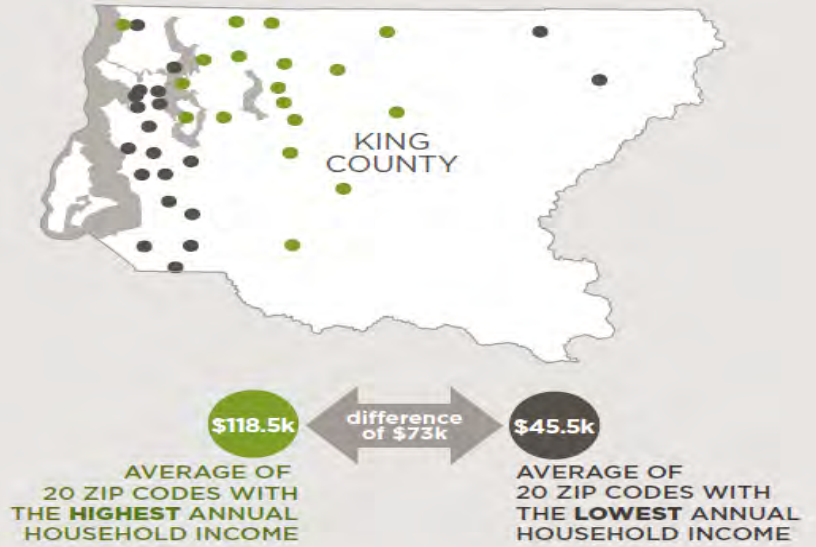 KING
COUNTY
$118.5k
difference
of $73k
$45.5k
AVERAGE OF
20 ZIP CODES WITH
THE HIGHEST ANNUAL
HOUSEHOLD INCOME
AVERAGE OF
20 ZIP CODES WITH
THE LOWEST ANNUAL
HOUSEHOLD INCOME